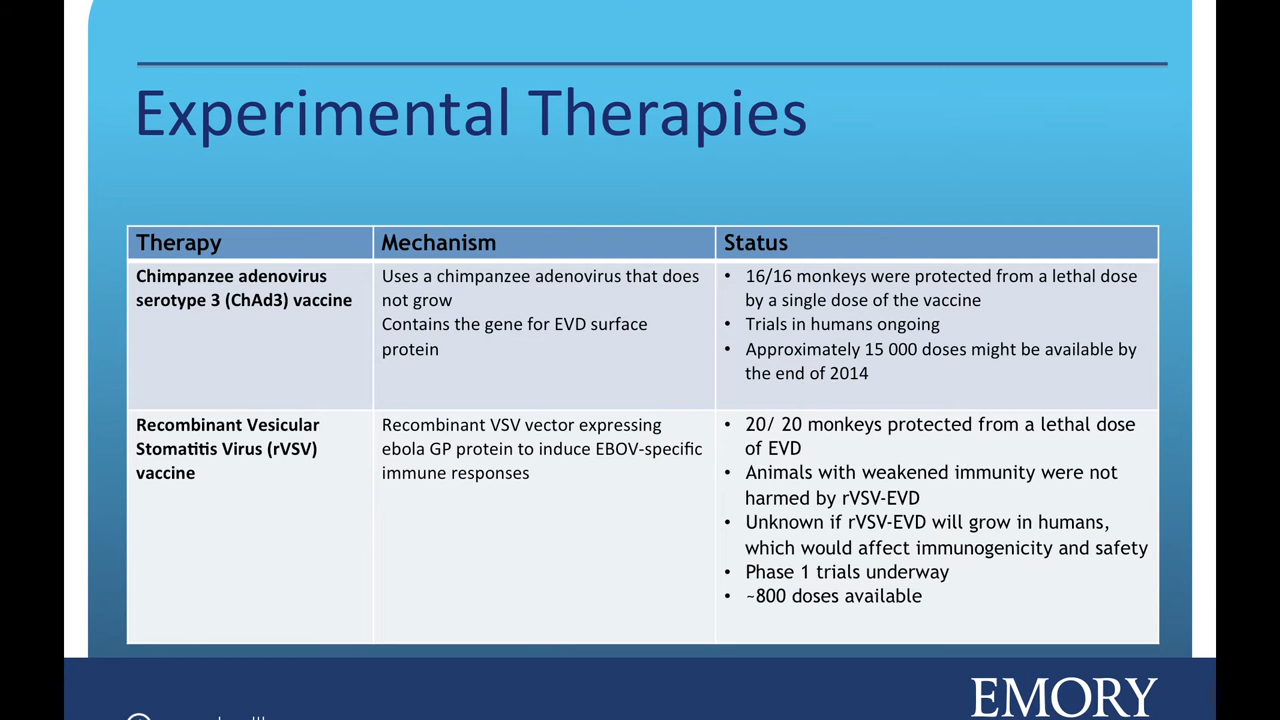 Experimental Therapies
Therapy
Mechanism
Status
Chimpanzee adenovirus
serotype 3 (ChAd3) vaccine
Uses a chimpanzee adenovirus that does
not grow
Contains the gene for EVD surface
protein
• 16/16 monkeys were protected from a lethal dose
by a single dose of the vaccine
• Trials in humans ongoing
• Approximately 15 000 doses might be available by
the end of 2014
Recombinant Vesicular
Stomatitis Virus (rVSV)
vaccine
Recombinant VSV vector expressing
ebola GP protein to induce EBOV-specific
immune responses
• 20/ 20 monkeys protected from a lethal dose
of EVD
• Animals with weakened immunity were not
harmed by rVSV-EVD
• Unknown if rVSV-EVD will grow in humans,
which would affect immunogenicity and safety
• Phase 1 trials underway
• ~800 doses available
EMORY